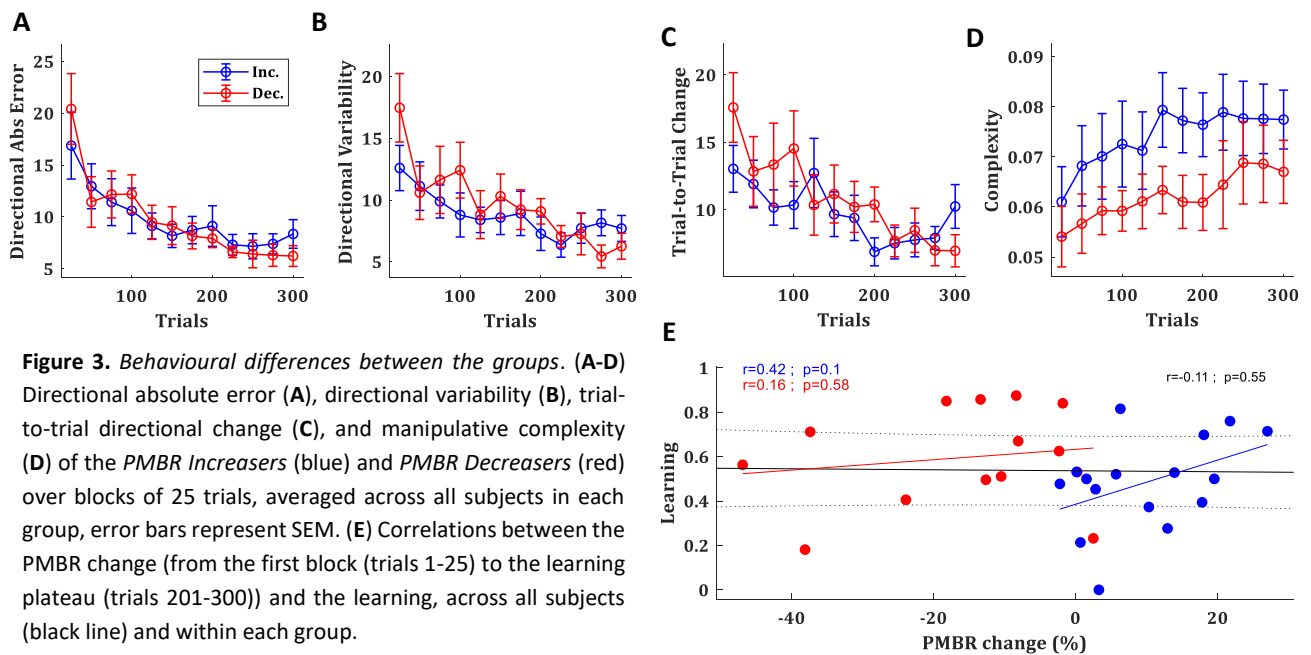 A
B
C
D
Directional Abs Error
25
20
15
10
5
100
200
300
Trials
Inc.
Dec.
Directional Variability
20
15
10
5
100
200
300
Trials
Trial-to-Trial Change
20
15
10
100
200
300
Trials
Complexity
0.09
0.08
0.07
0.06
0.05
100
200
300
Trials
Figure 3. Behavioural differences between the groups. (A-D)
Directional absolute error (A), directional variability (B), trial-
to-trial directional change (C), and manipulative complexity
(D) of the PMBR Increasers (blue) and PMBR Decreasers (red)
over blocks of 25 trials, averaged across all subjects in each
group, error bars represent SEM. (E) Correlations between the
PMBR change (from the first block (trials 1-25) to the learning
plateau (trials 201-300)) and the learning, across all subjects
(black line) and within each group.
E
r=0.42 ; p=0.1
r=0.16 ; p=0.58
r=-0.11 ; p=0.55
Learning
1
0.8
0.6
0.4
0.2
0
-40
-20
0
20
PMBR change (%)